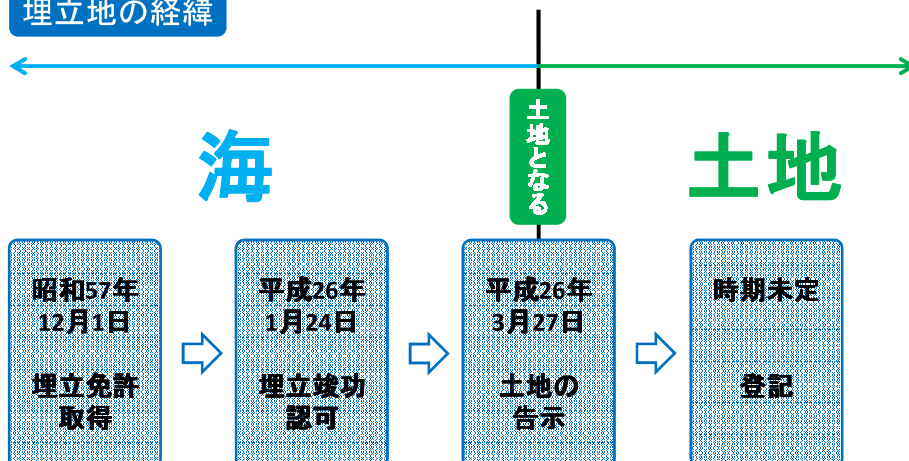 埋立地の経緯
海
土地となる
土地
昭和57年
12月1日
埋立免許
取得
平成26年
1月24日
埋立竣功
認可
平成26年
3月27日
土地の
告示
時期未定
登記